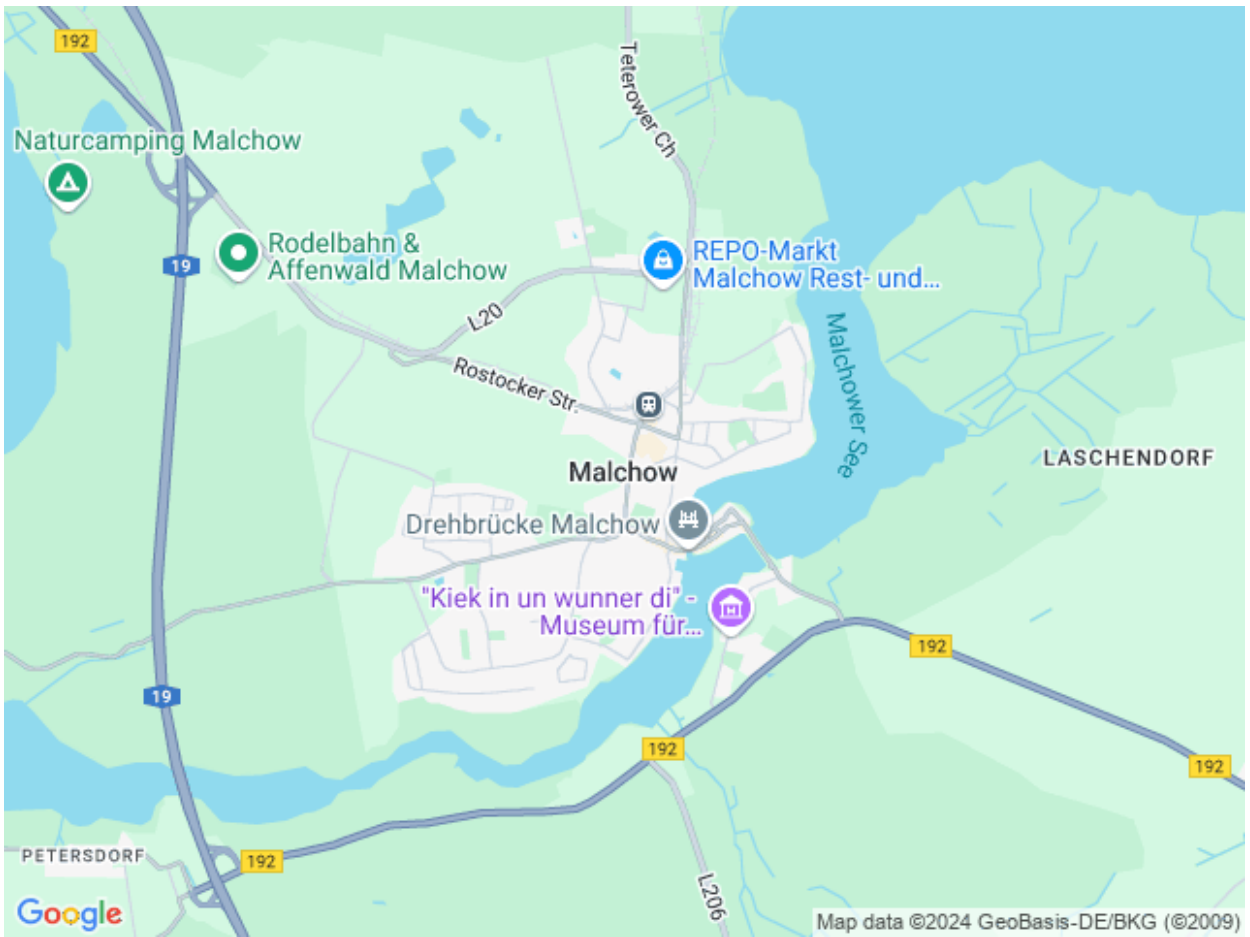 192
Teterower Ch
Naturcamping Malchow
Rodelbahn &
Affenwald Malchow
19
REPO-Markt
Malchow Rest- und...
L20
Malchower See
Rostocker Str.
Malchow
LASCHENDORF
Drehbrücke Malchow
"Kiek in un wunner di" -
Museum für...
192
19
192
192
PETERSDORF
192
L206
Google
Map data ©2024 GeoBasis-DE/BKG (©2009)